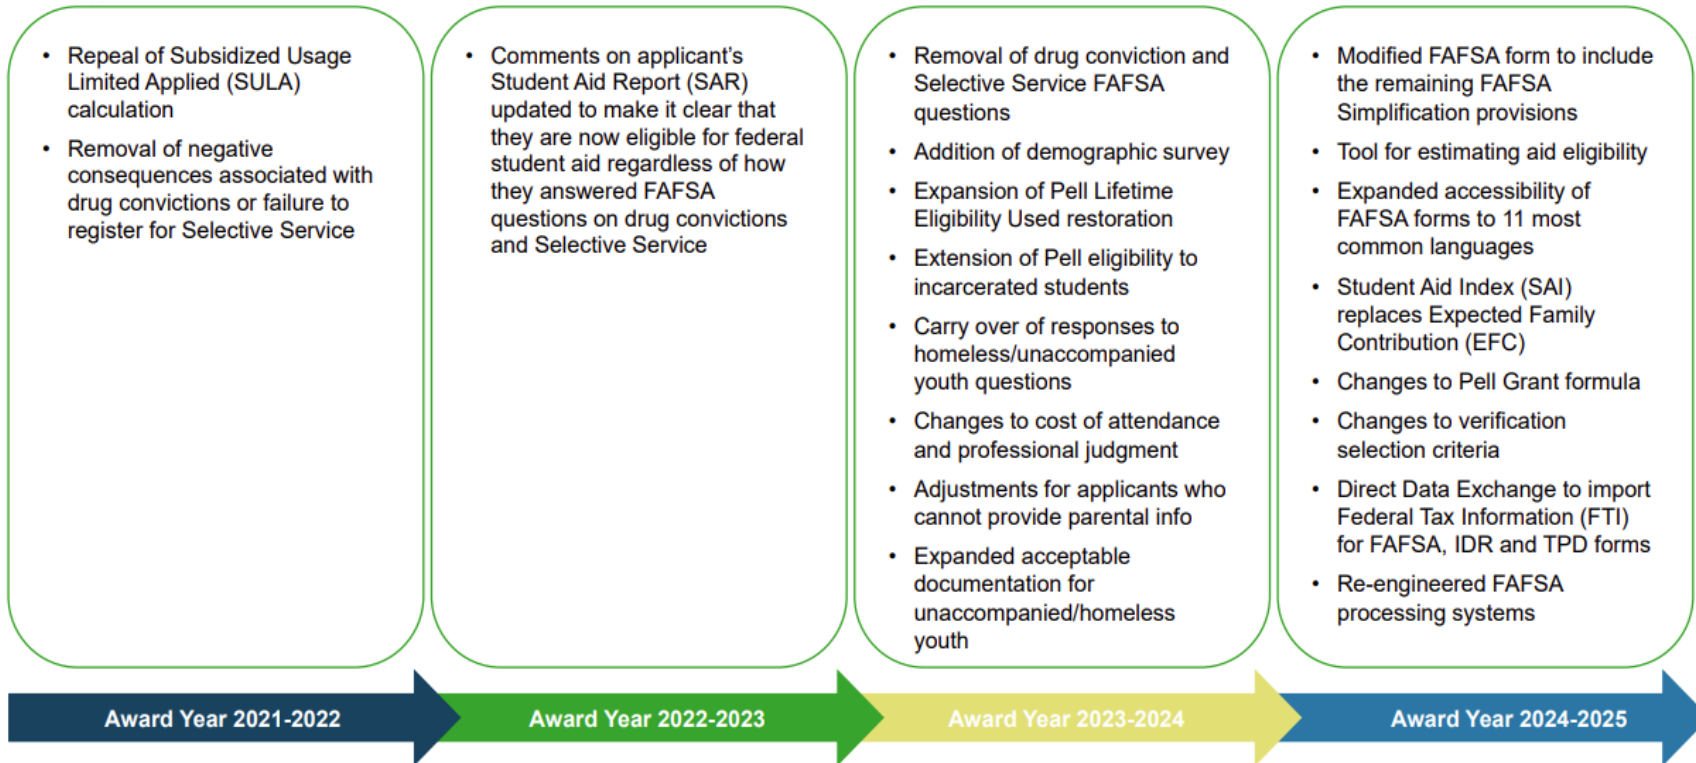 • Repeal of Subsidized Usage
Limited Applied (SULA)
calculation
• Removal of negative
consequences associated with
drug convictions or failure to
register for Selective Service
• Comments on applicant’s
Student Aid Report (SAR)
updated to make it clear that
they are now eligible for federal
student aid regardless of how
they answered FAFSA
questions on drug convictions
and Selective Service
• Removal of drug conviction and
Selective Service FAFSA
questions
• Addition of demographic survey
• Expansion of Pell Lifetime
Eligibility Used restoration
• Extension of Pell eligibility to
incarcerated students
• Carry over of responses to
homeless/unaccompanied
youth questions
• Changes to cost of attendance
and professional judgment
• Adjustments for applicants who
cannot provide parental info
• Expanded acceptable
documentation for
unaccompanied/homeless
youth
• Modified FAFSA form to include
the remaining FAFSA
Simplification provisions
• Tool for estimating aid eligibility
• Expanded accessibility of
FAFSA forms to 11 most
common languages
• Student Aid Index (SAI)
replaces Expected Family
Contribution (EFC)
• Changes to Pell Grant formula
• Changes to verification
selection criteria
• Direct Data Exchange to import
Federal Tax Information (FTI)
for FAFSA, IDR and TPD forms
• Re-engineered FAFSA
processing systems
Award Year 2021-2022
Award Year 2022-2023
Award Year 2023-2024
Award Year 2024-2025